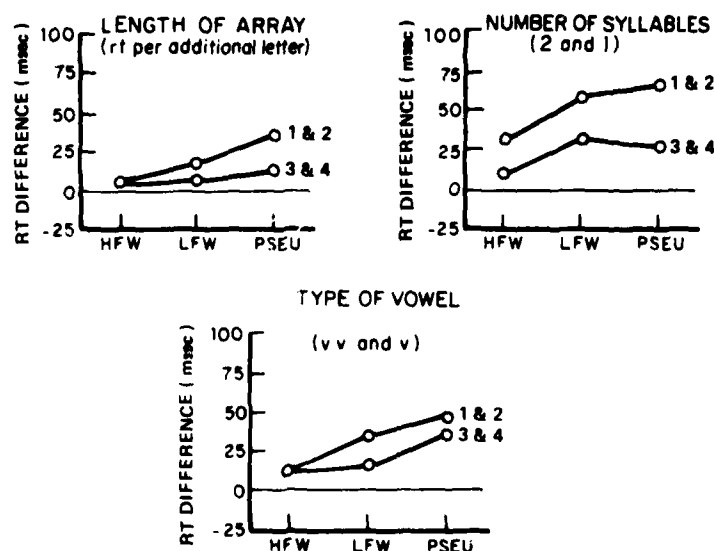 LENGTH OF ARRAY
(rt per additional letter)
RT DIFFERENCE (msec)
100
75
50
25
0
-25
1 & 2
3 & 4
HFW LFW PSEU
NUMBER OF SYLLABLES
(2 and 1)
RT DIFFERENCE (msec)
100
75
50
25
0
-25
1 & 2
3 & 4
HFW LFW PSEU
TYPE OF VOWEL
(vv and v)
RT DIFFERENCE (msec)
100
75
50
25
0
-25
1 & 2
3 & 4
HFW LFW PSEU